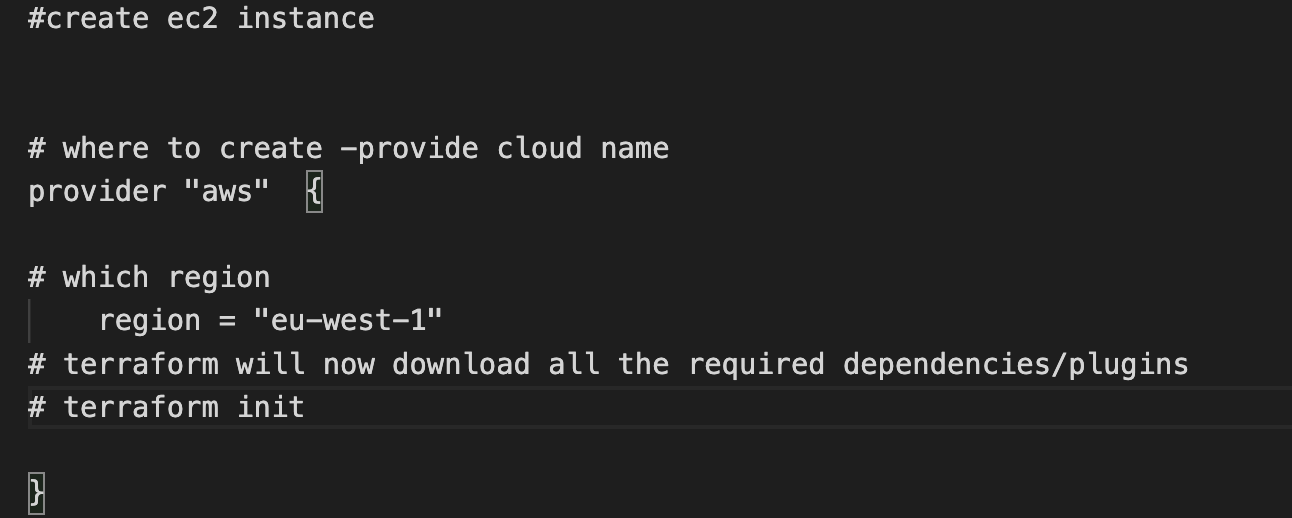 #create ec2 instance
# where to create -provide cloud name
provider "aws"  {
# which region
region = "eu-west-1"
# terraform will now download all the required dependencies/plugins
# terraform init
}